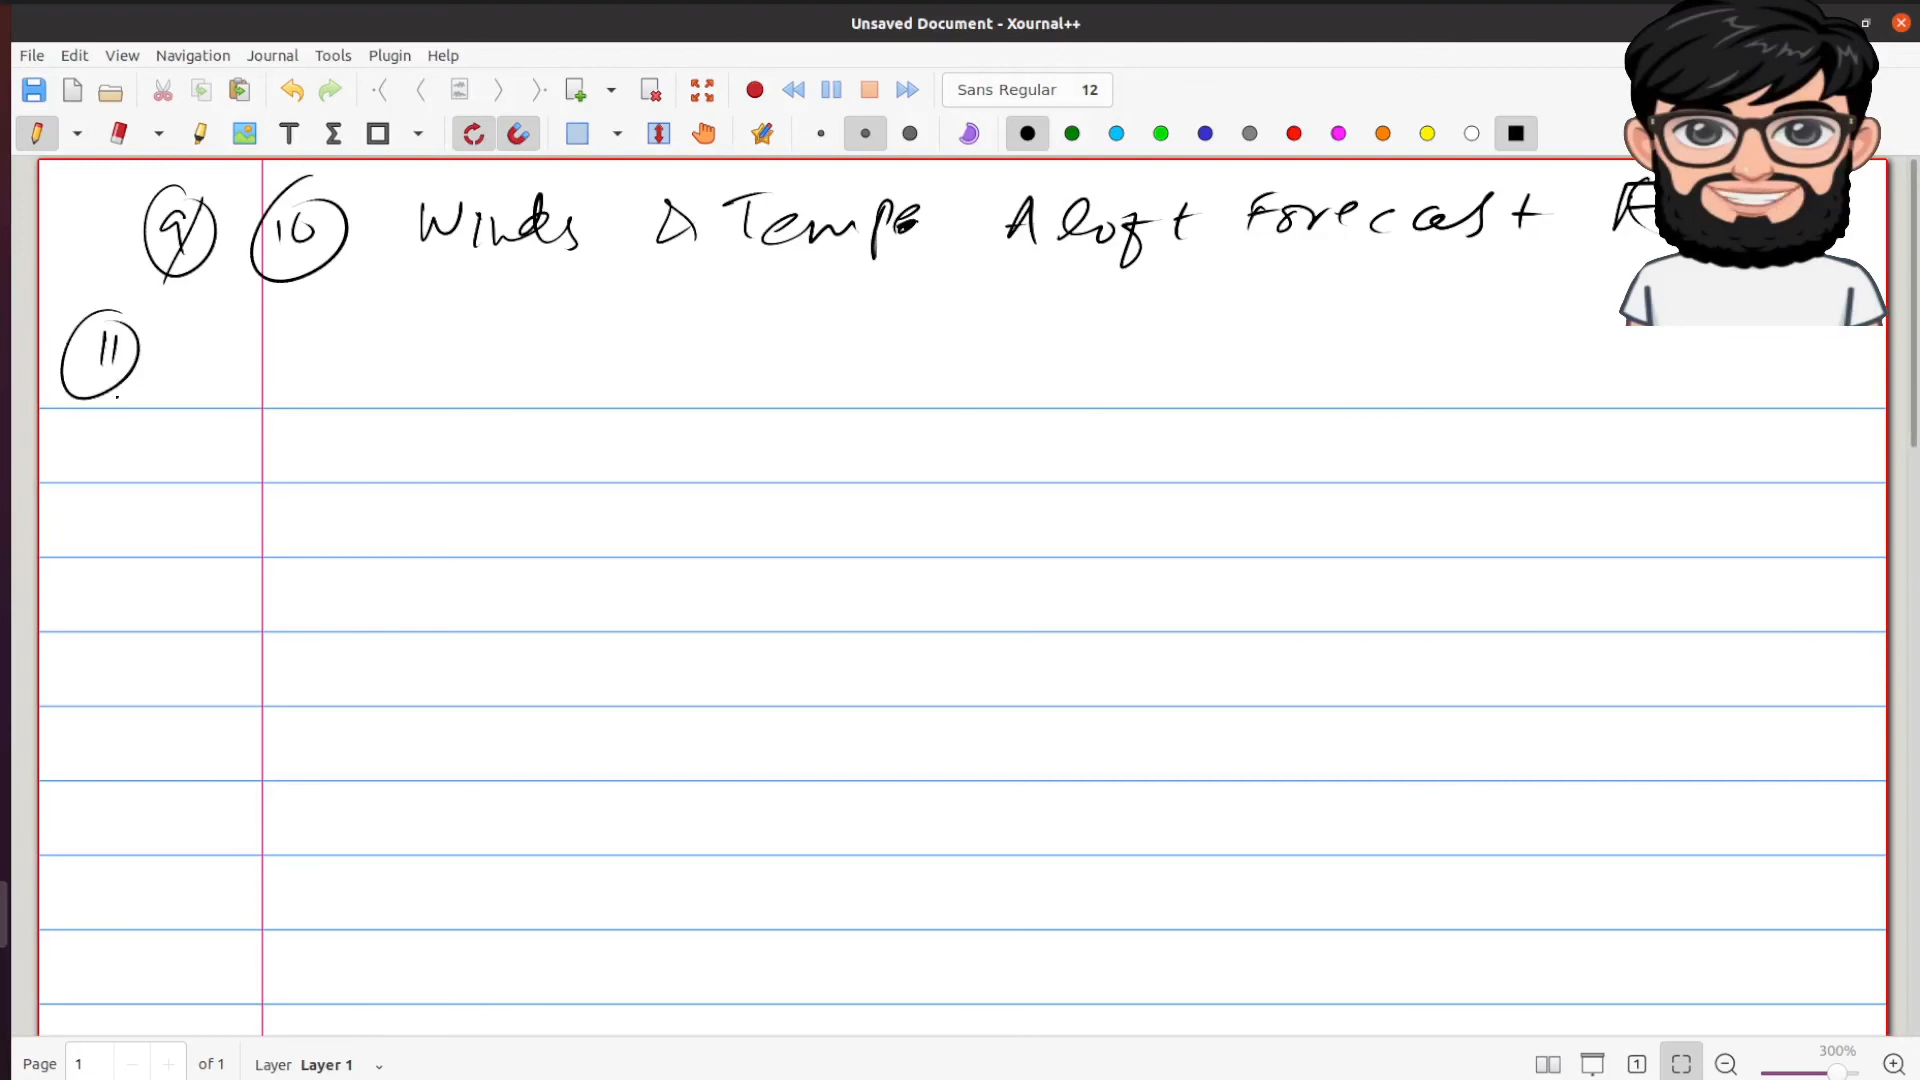 Unsaved Document - Xournal++
File Edit View Navigation Journal Tools Plugin Help
Sans Regular 12
9 10 Winds & Temps Aloft Forecast
11
Page 1 of 1 Layer Layer 1 300%